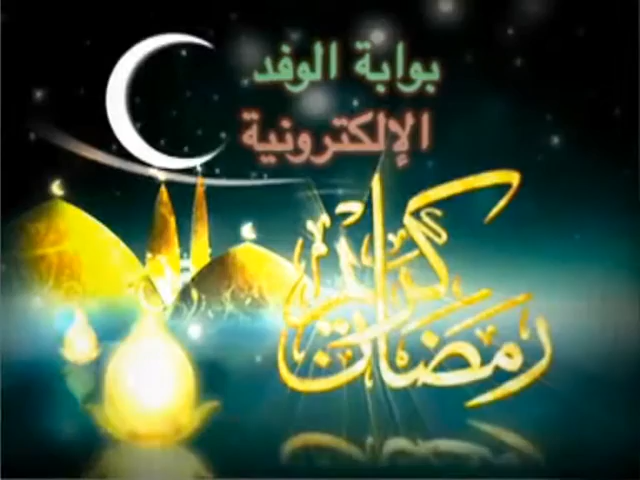 بوابة الوفد
الإلكترونية
رمضان كريم